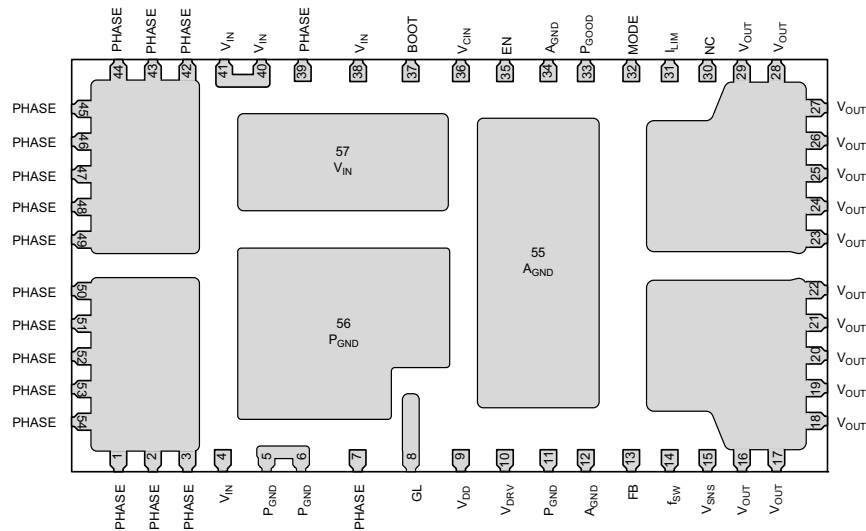 PHASE PHASE PHASE VIN VIN PHASE VIN BOOT VCIN EN AGND PGOOD MODE ILIM NC VOUT VOUT
44 43 42 41 40 39 38 37 36 35 34 33 32 31 30 29 28
PHASE 45
PHASE 46
PHASE 47
PHASE 48
PHASE 49
PHASE 50
PHASE 51
PHASE 52
PHASE 53
PHASE 54
57
VIN
55
AGND
56
PGND
27 VOUT
26 VOUT
25 VOUT
24 VOUT
23 VOUT
22 VOUT
21 VOUT
20 VOUT
19 VOUT
18 VOUT
1 2 3 4 5 6 7 8 9 10 11 12 13 14 15 16 17
PHASE PHASE PHASE VIN PGND PGND PHASE GL VDD VDRV PGND AGND FB fSW VSNS VOUT VOUT